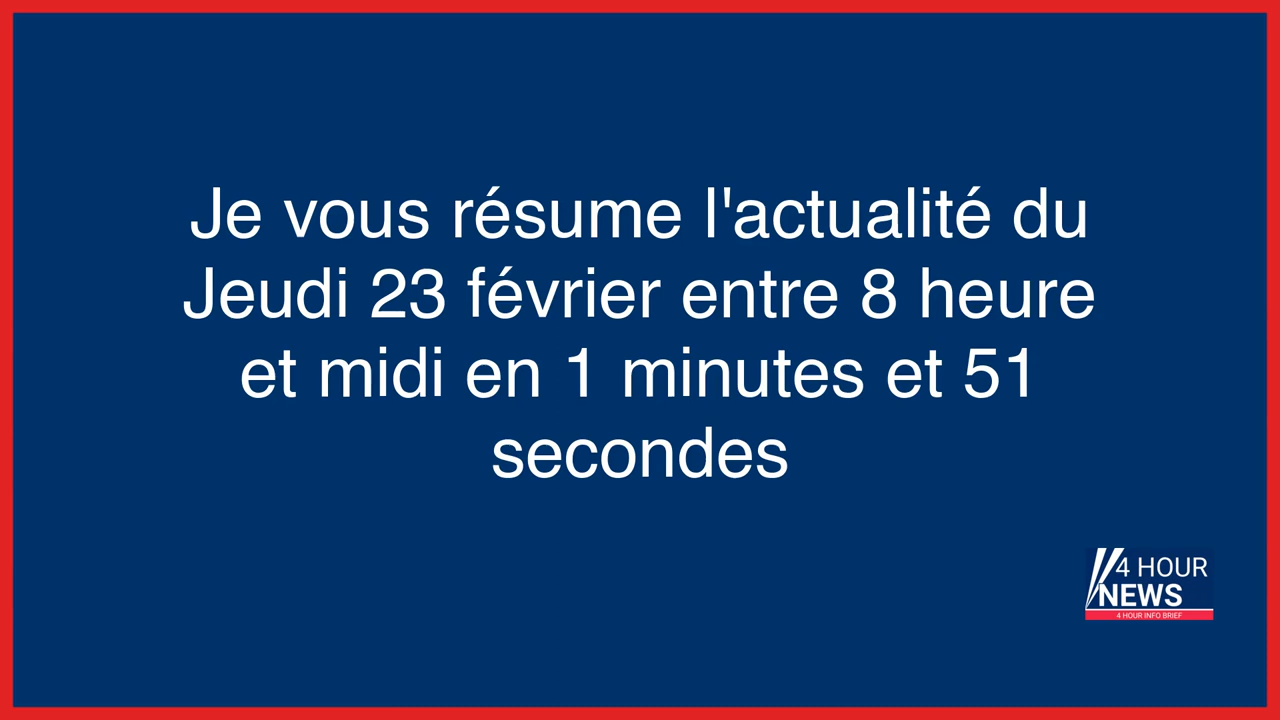 Je vous résume l'actualité du
Jeudi 23 février entre 8 heure
et midi en 1 minutes et 51
secondes
4 HOUR
NEWS
4 HOUR INFO BRIEF